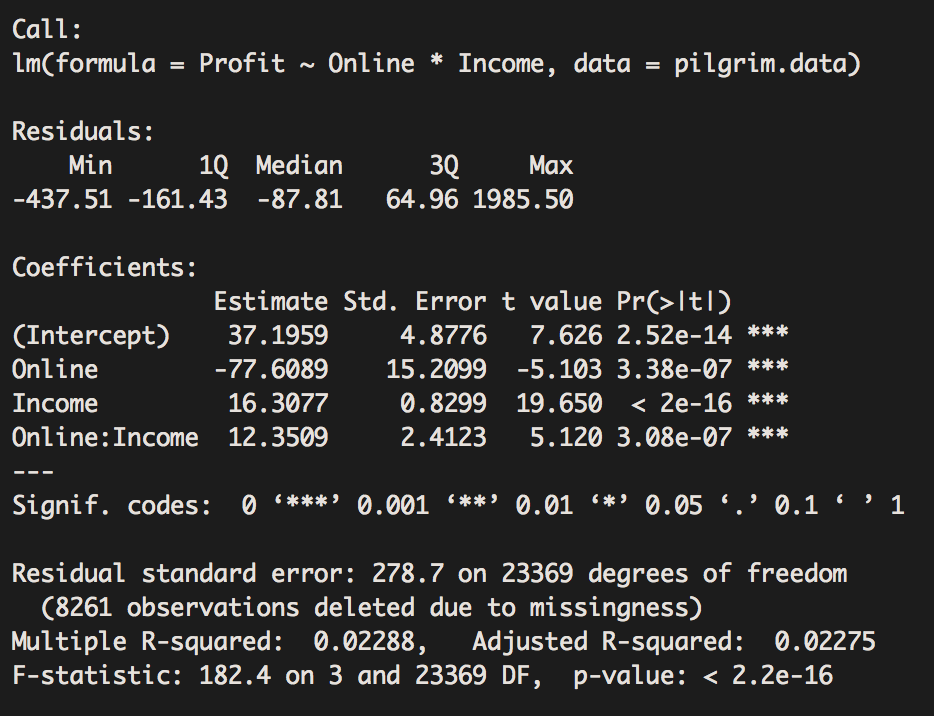 Call:
lm(formula = Profit ~ Online * Income, data = pilgrim.data)
Residuals:
Min 1Q Median 3Q Max
-437.51 -161.43 -87.81 64.96 1985.50
Coefficients:
Estimate Std. Error t value Pr(>|t|)
(Intercept) 37.1959 4.8776 7.626 2.52e-14 ***
Online -77.6089 15.2099 -5.103 3.38e-07 ***
Income 16.3077 0.8299 19.650 < 2e-16 ***
Online:Income 12.3509 2.4123 5.120 3.08e-07 ***
---
Signif. codes: 0 ‘***’ 0.001 ‘**’ 0.01 ‘*’ 0.05 ‘.’ 0.1 ‘ ’ 1
Residual standard error: 278.7 on 23369 degrees of freedom
(8261 observations deleted due to missingness)
Multiple R-squared: 0.02288, Adjusted R-squared: 0.02275
F-statistic: 182.4 on 3 and 23369 DF, p-value: < 2.2e-16